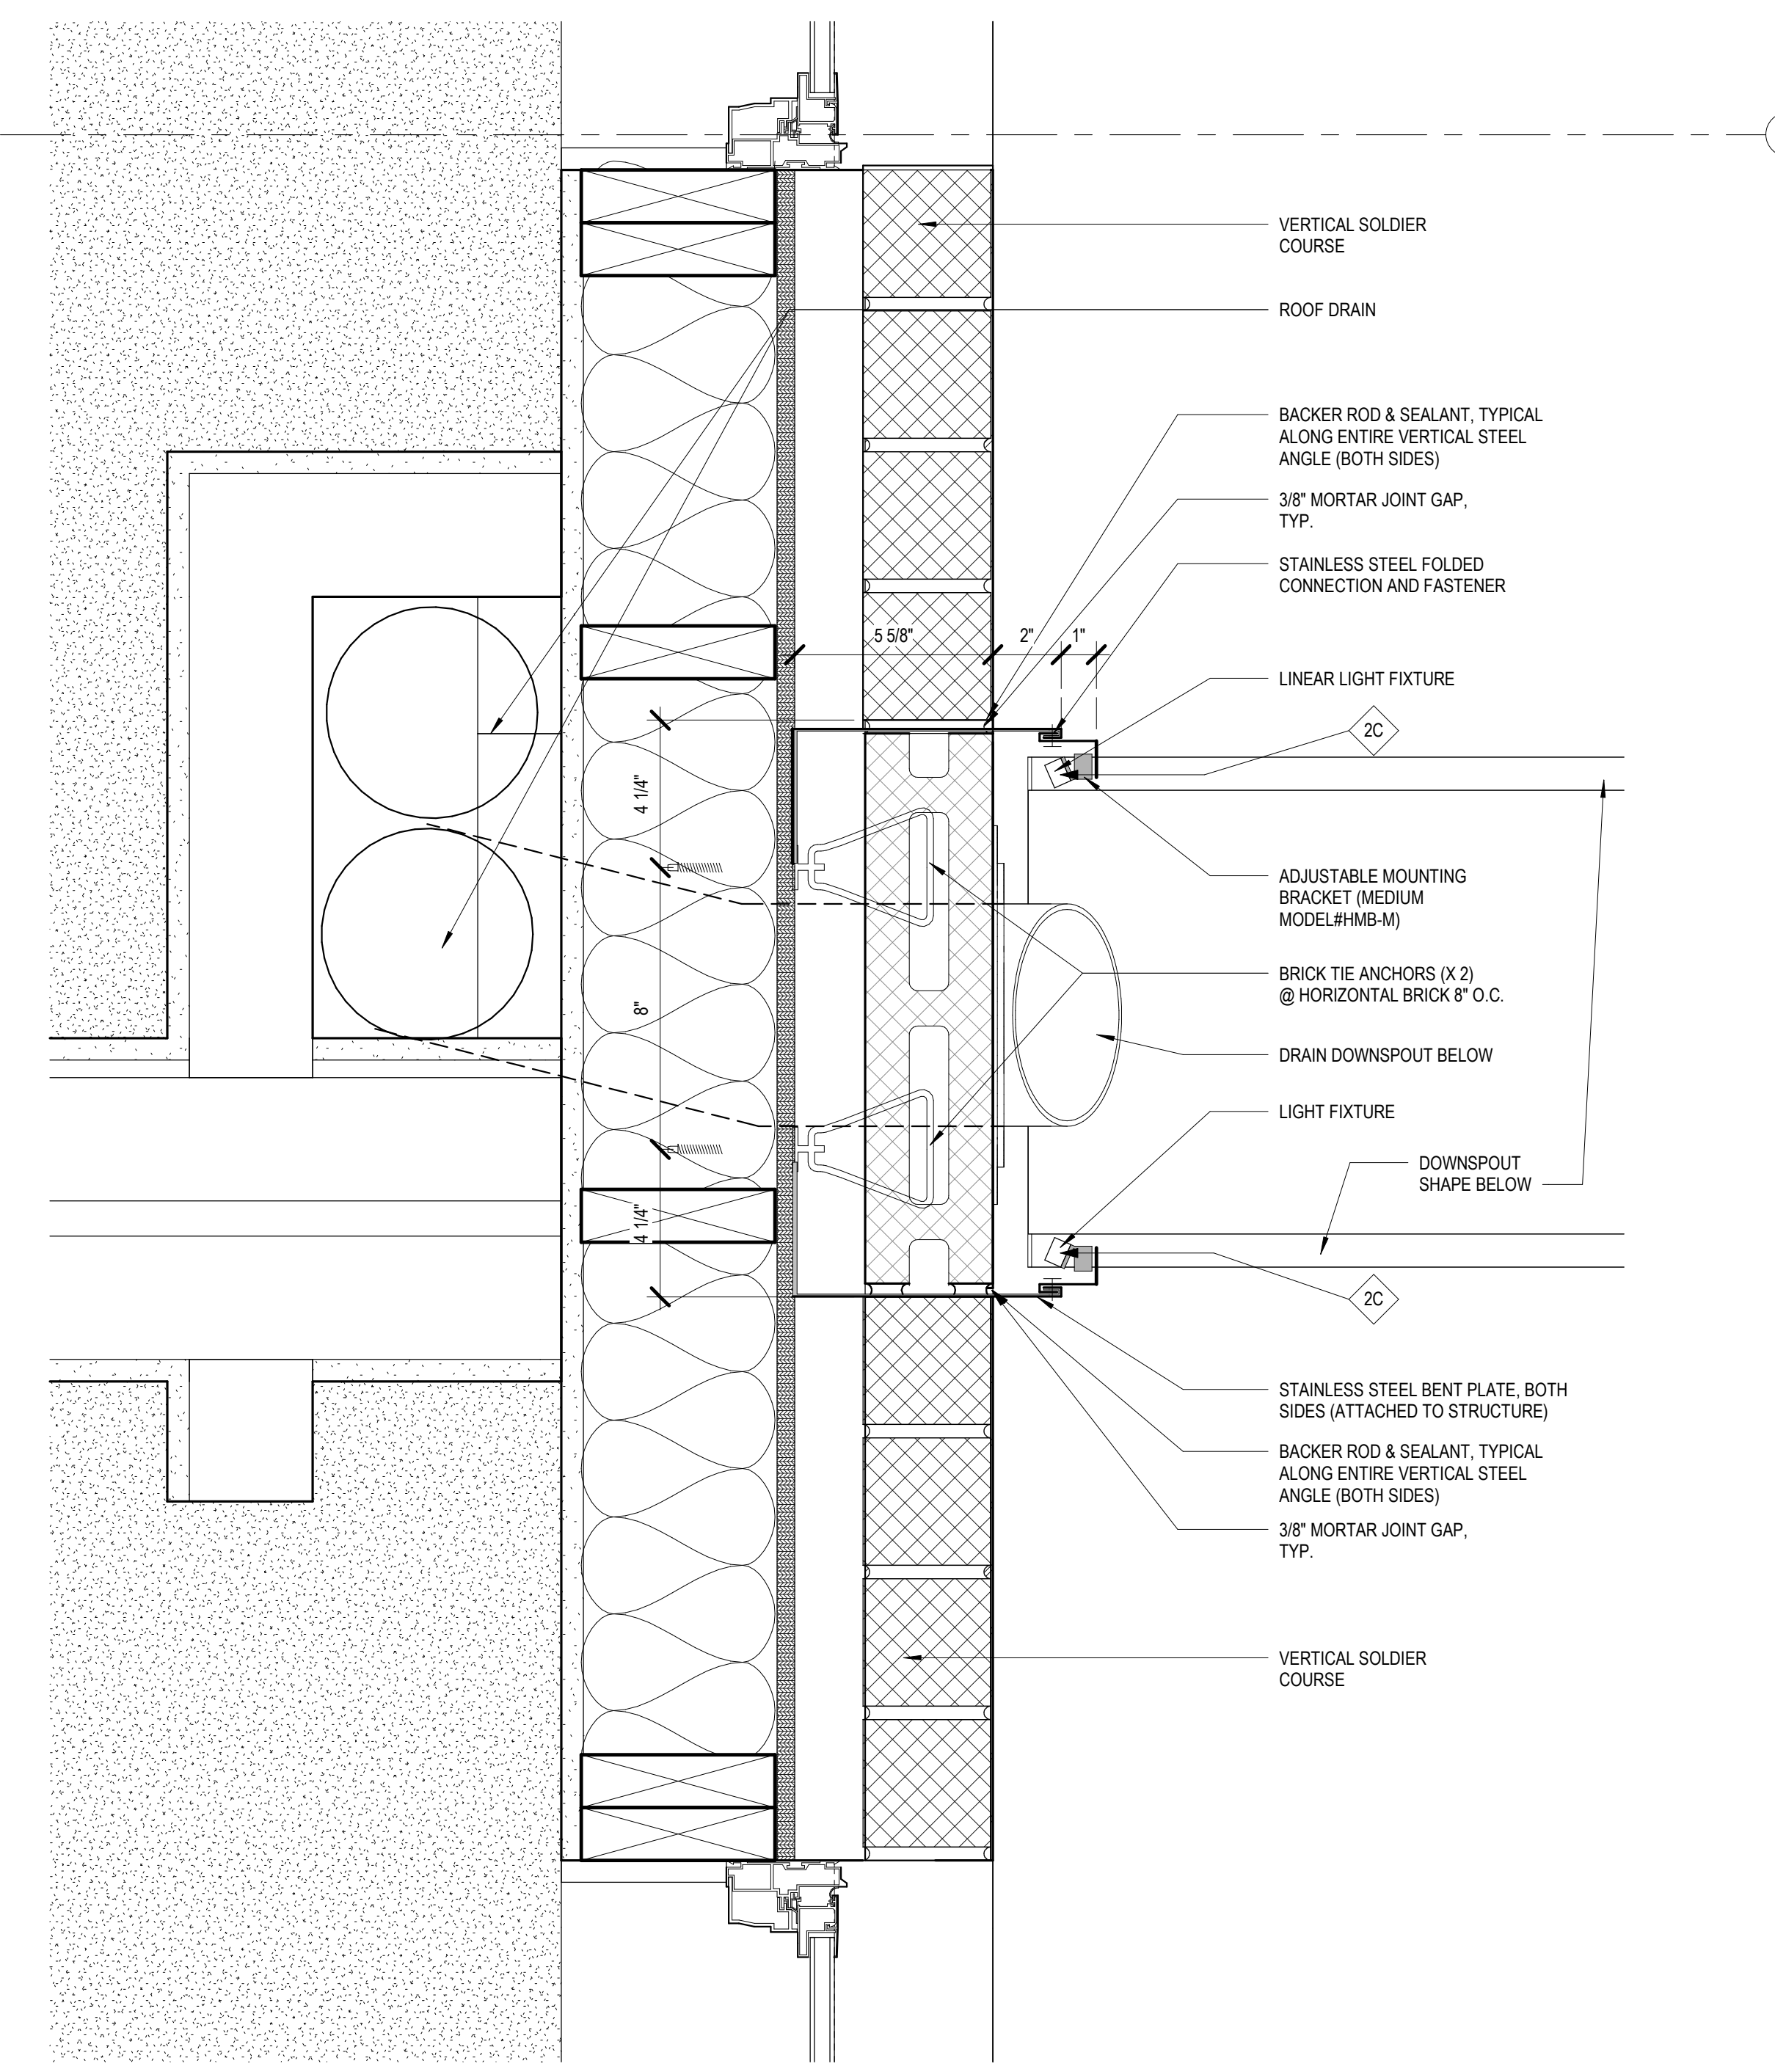 VERTICAL SOLDIER
COURSE
ROOF DRAIN
BACKER ROD & SEALANT, TYPICAL
ALONG ENTIRE VERTICAL STEEL
ANGLE (BOTH SIDES)
3/8" MORTAR JOINT GAP,
TYP.
STAINLESS STEEL FOLDED
CONNECTION AND FASTENER
5 5/8"
2"
1"
LINEAR LIGHT FIXTURE
2C
4 1/4"
ADJUSTABLE MOUNTING
BRACKET (MEDIUM
MODEL#HMB-M)
BRICK TIE ANCHORS (X 2)
@ HORIZONTAL BRICK 8" O.C.
8"
DRAIN DOWNSPOUT BELOW
LIGHT FIXTURE
DOWNSPOUT
SHAPE BELOW
4 1/4"
2C
STAINLESS STEEL BENT PLATE, BOTH
SIDES (ATTACHED TO STRUCTURE)
BACKER ROD & SEALANT, TYPICAL
ALONG ENTIRE VERTICAL STEEL
ANGLE (BOTH SIDES)
3/8" MORTAR JOINT GAP,
TYP.
VERTICAL SOLDIER
COURSE